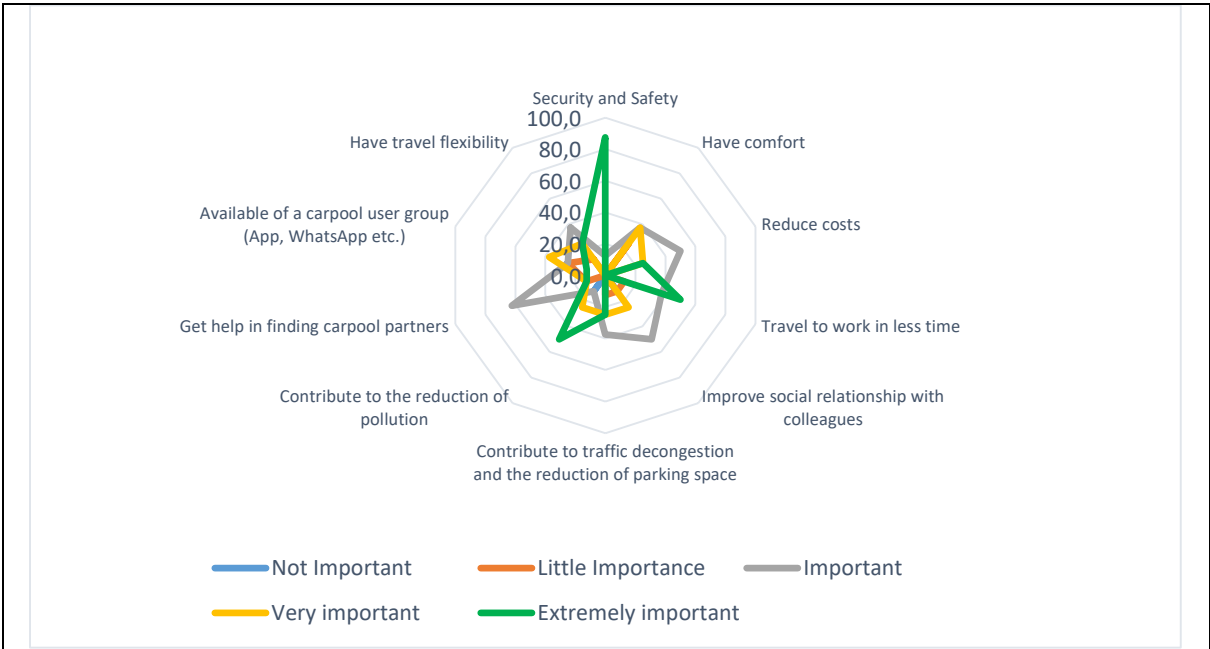 Security and Safety
100,0
80,0
60,0
40,0
20,0
0,0
Have comfort
Reduce costs
Travel to work in less time
Improve social relationship with
colleagues
Contribute to traffic decongestion
and the reduction of parking space
Contribute to the reduction of
pollution
Get help in finding carpool partners
Available of a carpool user group
(App, WhatsApp etc.)
Have travel flexibility
Not Important
Little Importance
Important
Very important
Extremely important